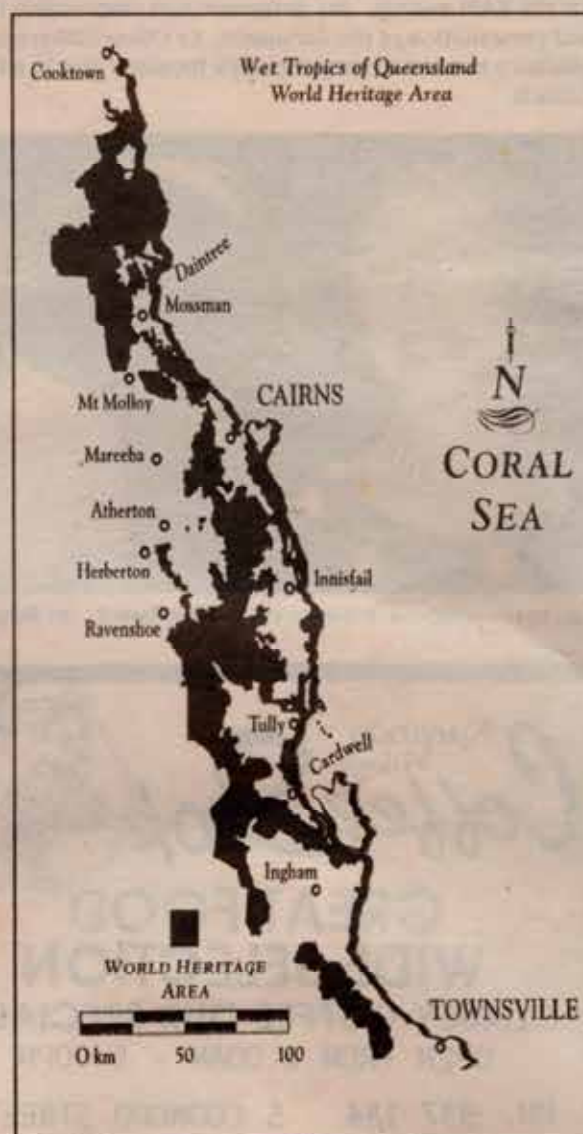 Wet Tropics of Queensland
World Heritage Area
Cooktown
Daintree
Mossman
Mt Molloy
CAIRNS
N
CORAL
SEA
Mareeba
Atherton
Herberton
Innisfail
Ravenshoe
Tully
Cardwell
Ingham
WORLD HERITAGE
AREA
TOWNSVILLE
O km 50 100